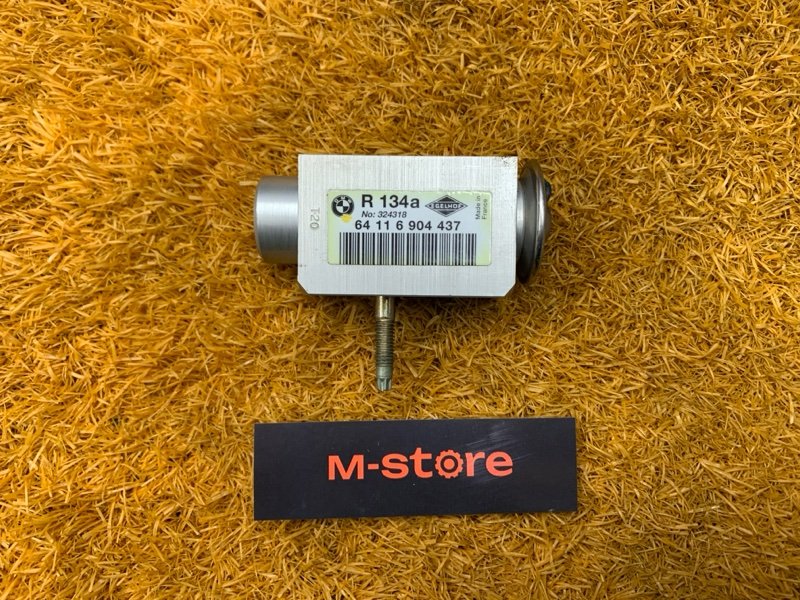 R 134a
No: 324318
EGELHOF
Made in
France
64 11 6 904 437
T20
M-store